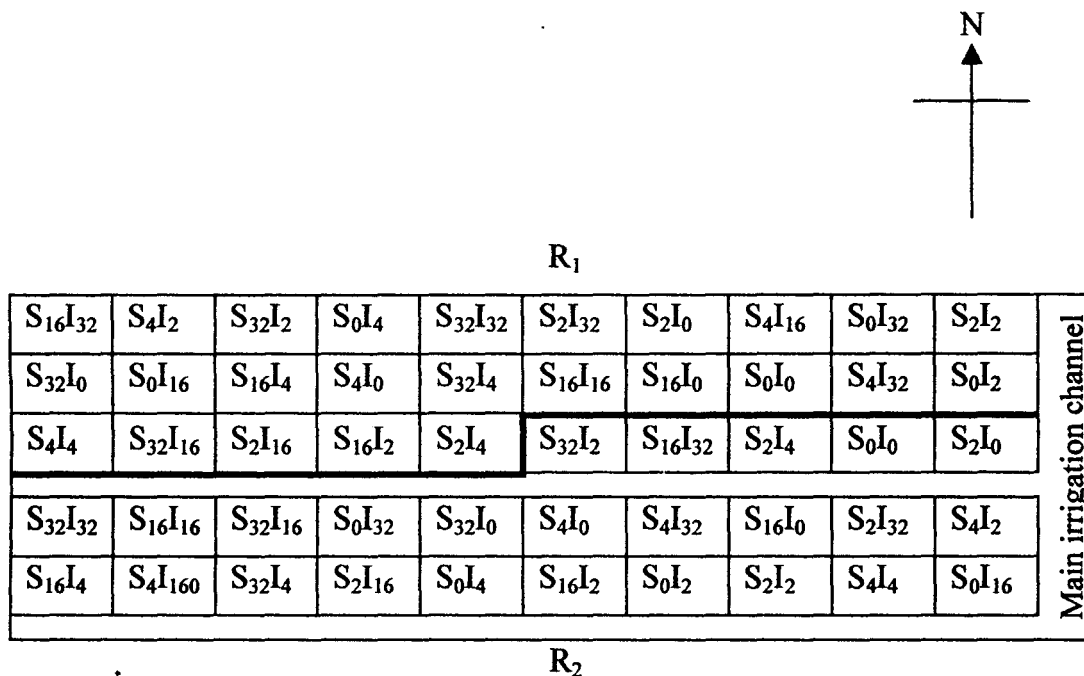 N
R₁
S₁₆I₃₂ S₄I₂ S₃₂I₂ S₀I₄ S₃₂I₃₂ S₂I₃₂ S₂I₀ S₄I₁₆ S₀I₃₂ S₂I₂
S₃₂I₀ S₀I₁₆ S₁₆I₄ S₄I₀ S₃₂I₄ S₁₆I₁₆ S₁₆I₀ S₀I₀ S₄I₃₂ S₀I₂
S₄I₄ S₃₂I₁₆ S₂I₁₆ S₁₆I₂ S₂I₄ S₃₂I₂ S₁₆I₃₂ S₂I₄ S₀I₀ S₂I₀
S₃₂I₃₂ S₁₆I₁₆ S₃₂I₁₆ S₀I₃₂ S₃₂I₀ S₄I₀ S₄I₃₂ S₁₆I₀ S₂I₃₂ S₄I₂
S₁₆I₄ S₄I₁₆₀ S₃₂I₄ S₂I₁₆ S₀I₄ S₁₆I₂ S₀I₂ S₂I₂ S₄I₄ S₀I₁₆
Main irrigation channel
R₂